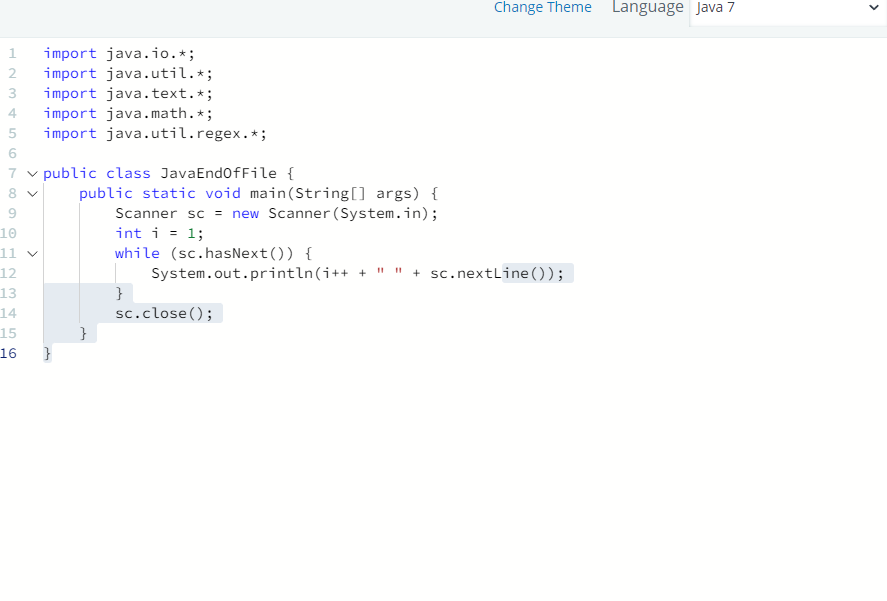 Change Theme Language Java 7
1 import java.io.*;
2 import java.util.*;
3 import java.text.*;
4 import java.math.*;
5 import java.util.regex.*;
6
7 public class JavaEndOfFile {
8     public static void main(String[] args) {
9         Scanner sc = new Scanner(System.in);
10         int i = 1;
11         while (sc.hasNext()) {
12             System.out.println(i++ + " " + sc.nextLine());
13         }
14         sc.close();
15     }
16 }